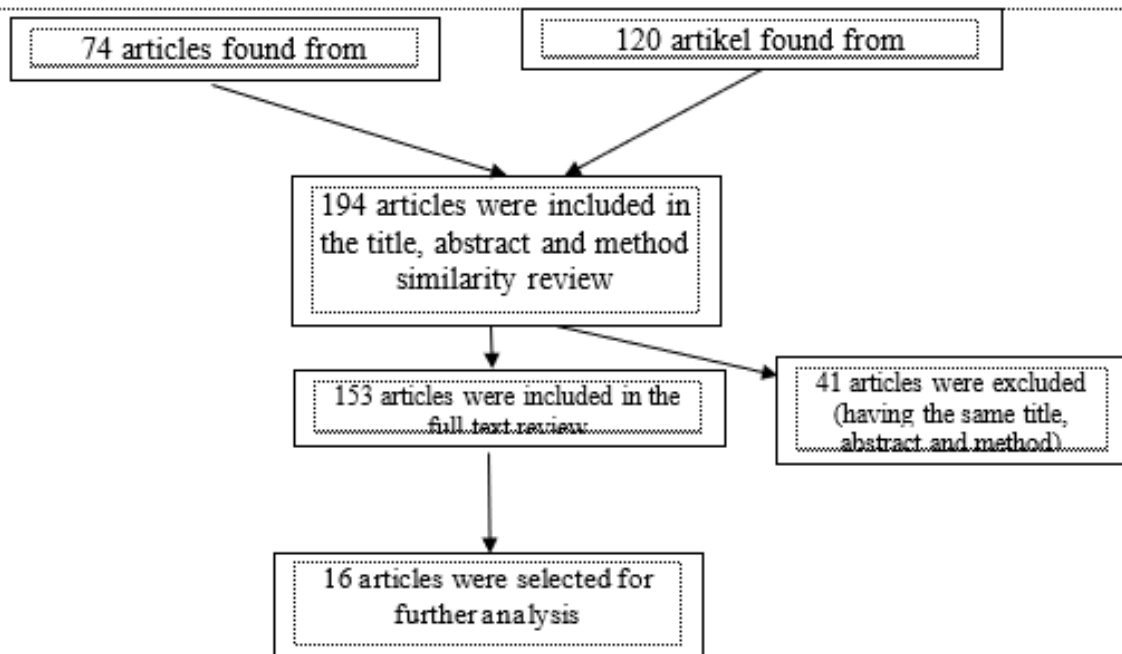 74 articles found from
120 artikel found from
194 articles were included in
the title, abstract and method
similarity review
153 articles were included in the
full text review
41 articles were excluded
(having the same title,
abstract and method)
16 articles were selected for
further analysis